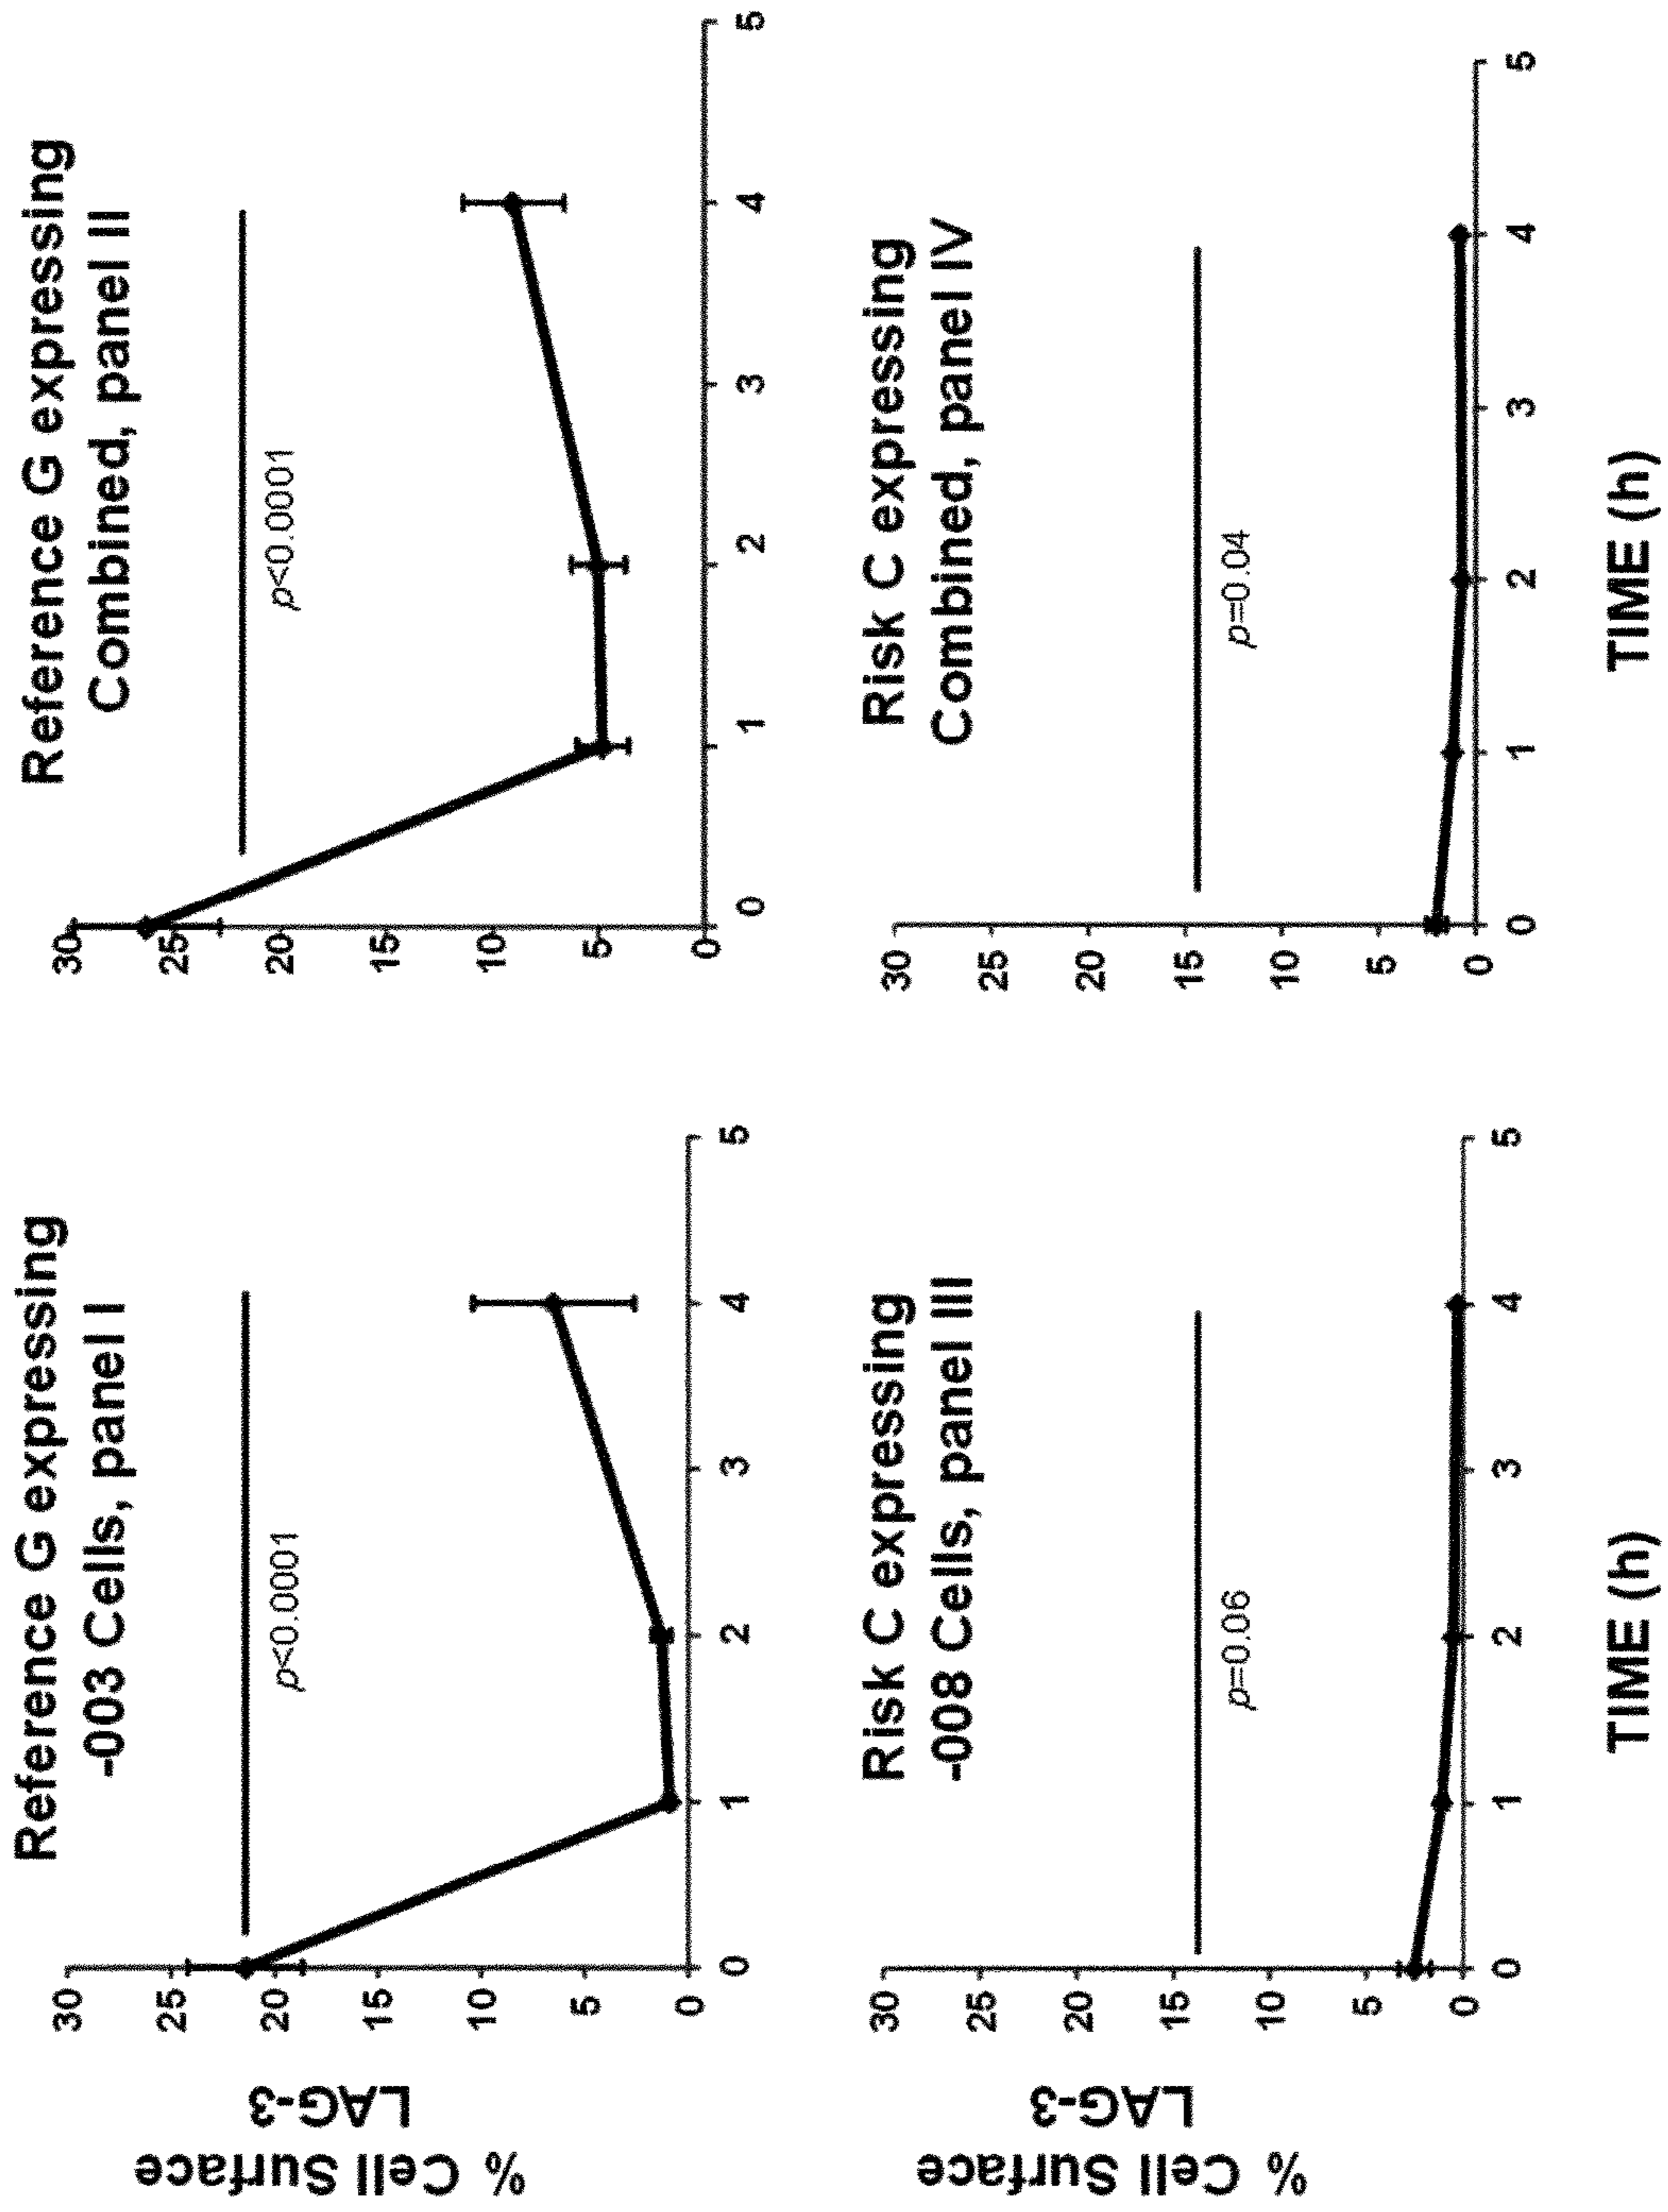 Reference G expressing
-003 Cells, panel I
p<0.0001
% Cell Surface
LAG-3
30
25
20
15
10
5
0
0
1
2
3
4
5
Reference G expressing
Combined, panel II
p<0.0001
30
25
20
15
10
5
0
0
1
2
3
4
5
Risk C expressing
-008 Cells, panel III
p=0.06
% Cell Surface
LAG-3
30
25
20
15
10
5
0
0
1
2
3
4
5
TIME (h)
Risk C expressing
Combined, panel IV
p=0.04
30
25
20
15
10
5
0
0
1
2
3
4
5
TIME (h)